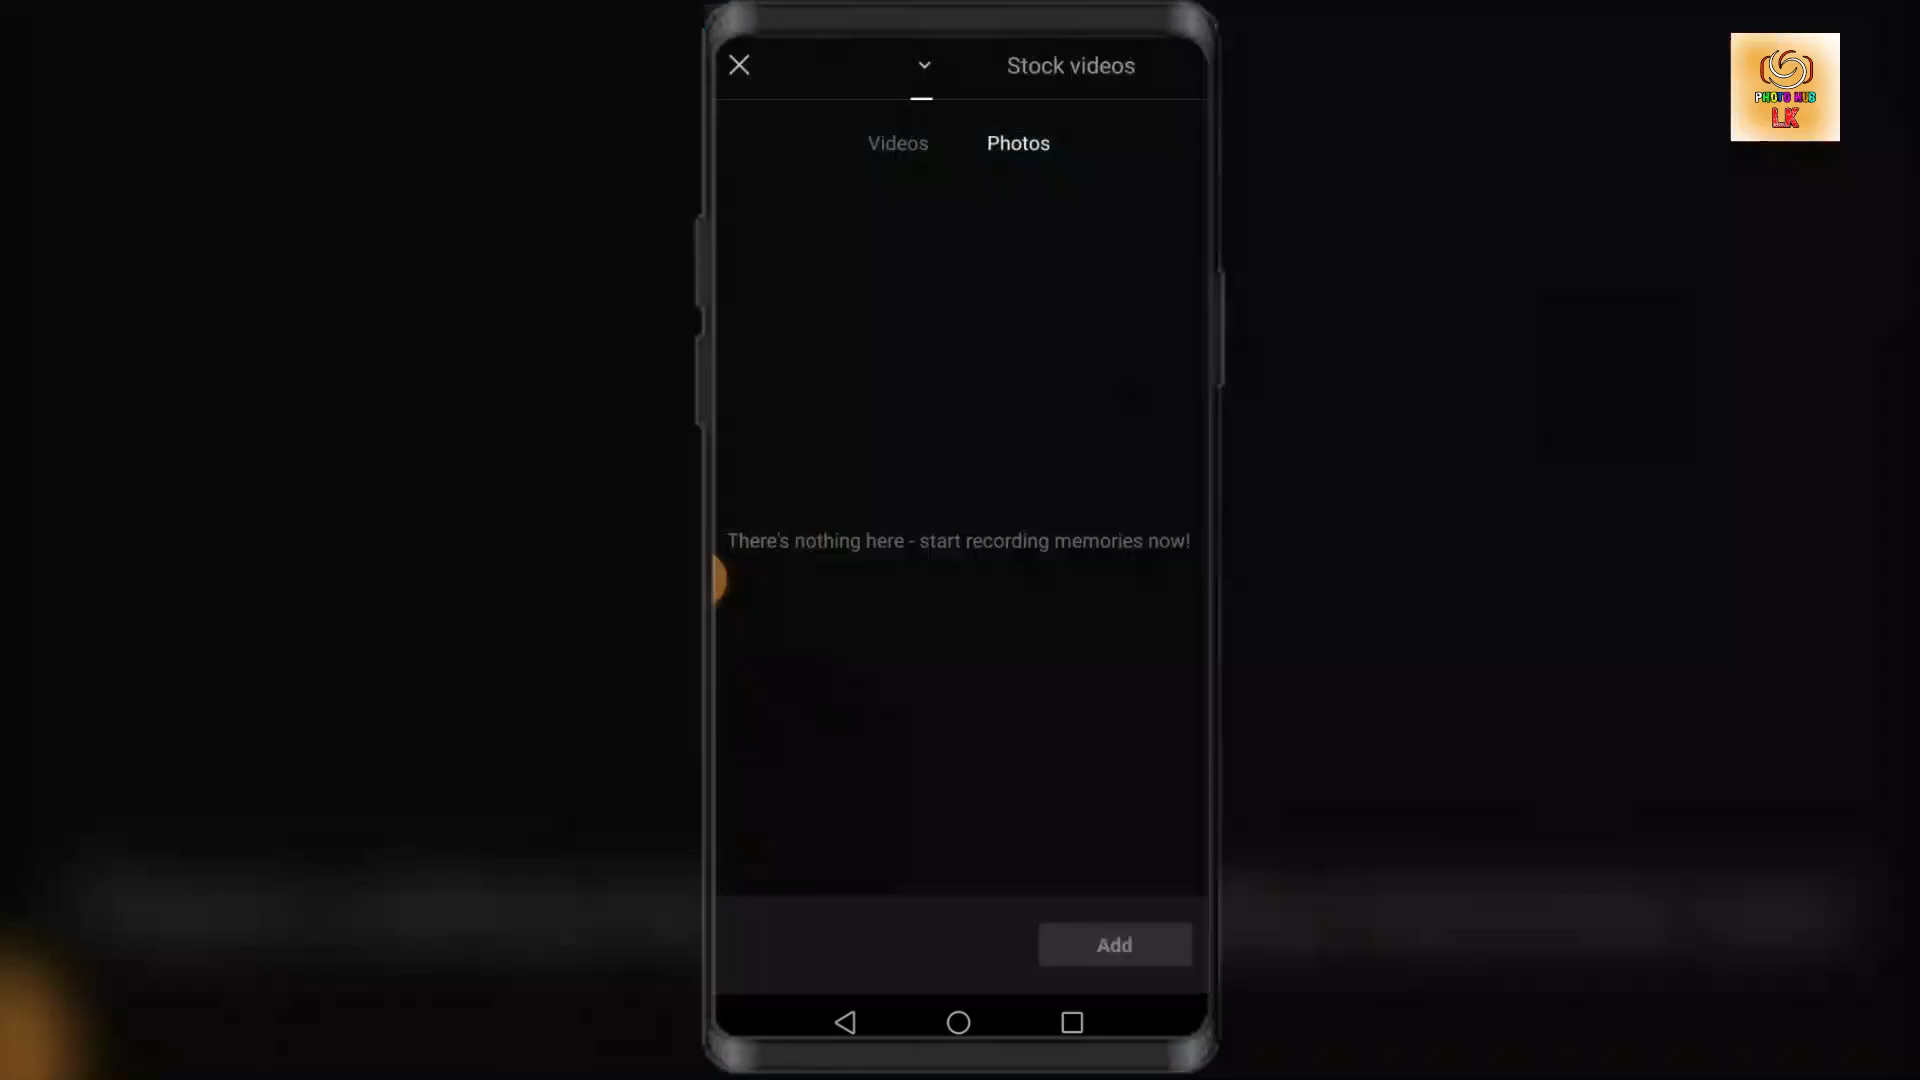 Stock videos
Videos Photos
There's nothing here - start recording memories now!
Add
PHOTO HUB
LK